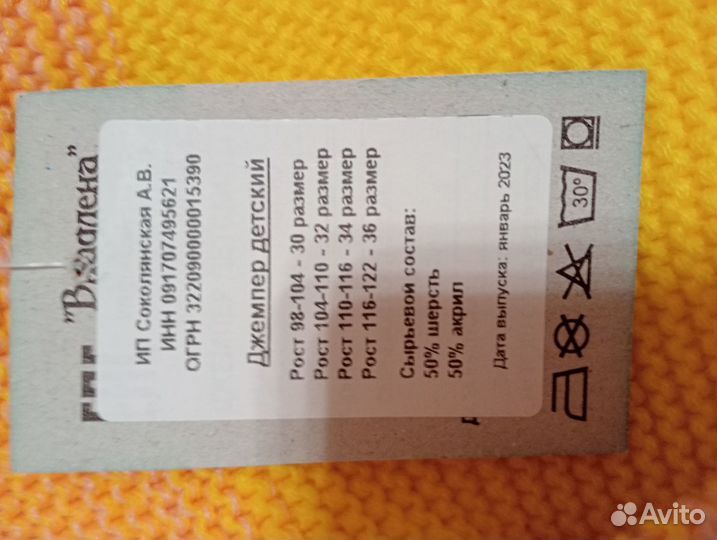 ИП Соколянская А.В.
ИНН 091707495621
ОГРН 322090000015390
Джемпер детский
Рост 98-104 - 30 размер
Рост 104-110 - 32 размер
Рост 110-116 - 34 размер
Рост 116-122 - 36 размер
Сырьевой состав:
50% шерсть
50% акрил
Дата выпуска: январь 2023
30°
Avito